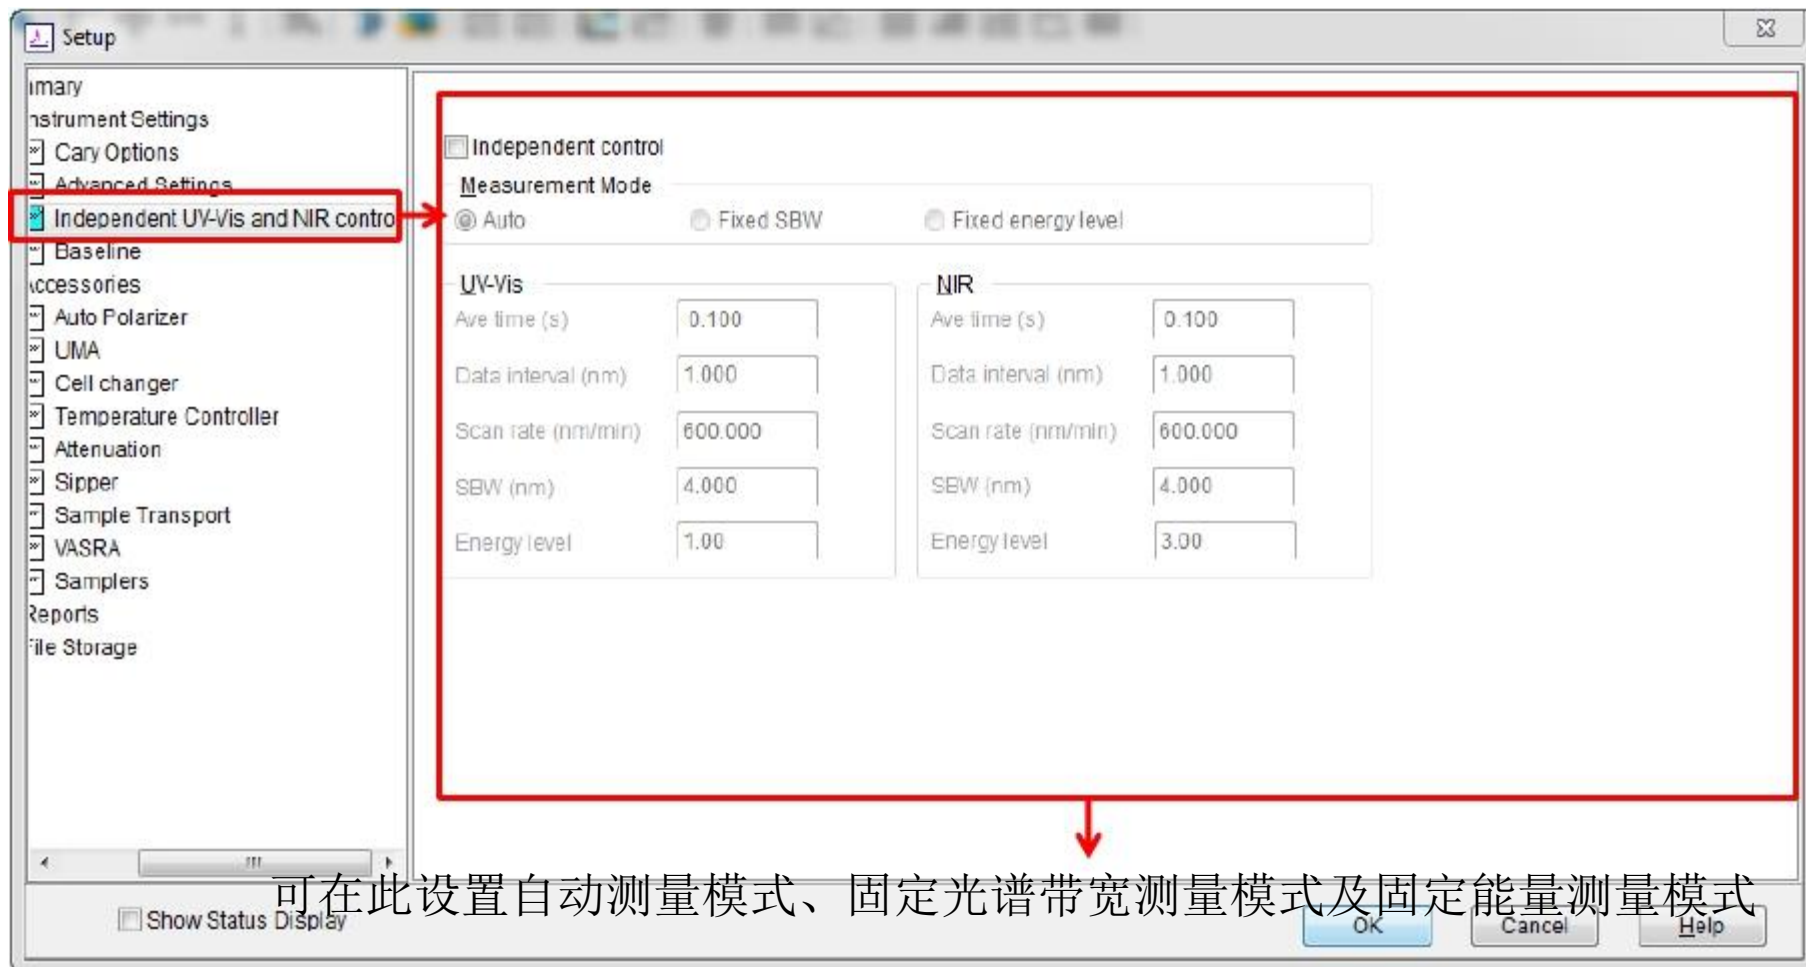 Setup
mmary
nstrument Settings
Cary Options
Advanced Settings
Independent UV-Vis and NIR contro
Baseline
ccessories
Auto Polarizer
UMA
Cell changer
Temperature Controller
Attenuation
Sipper
Sample Transport
VASRA
Samplers
Reports
File Storage
Independent control
Measurement Mode
Auto Fixed SBW Fixed energy level
UV-Vis
Ave time (s) 0.100
Data interval (nm) 1.000
Scan rate (nm/min) 600.000
SBW (nm) 4.000
Energy level 1.00
NIR
Ave time (s) 0.100
Data interval (nm) 1.000
Scan rate (nm/min) 600.000
SBW (nm) 4.000
Energy level 3.00
可在此设置自动测量模式、固定光谱带宽测量模式及固定能量测量模式
Show Status Display
OK Cancel Help